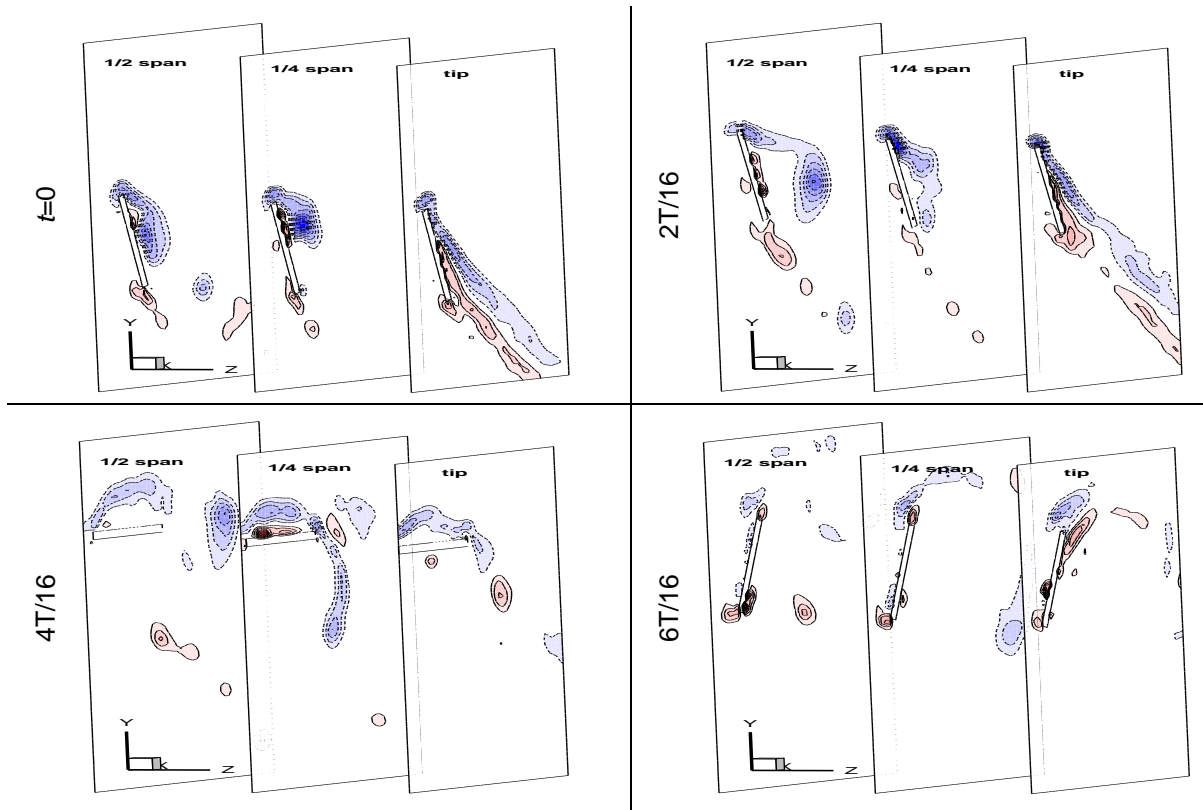 t=0
1/2 span
1/4 span
tip
Y
Z
2T/16
1/2 span
1/4 span
tip
Y
Z
4T/16
1/2 span
1/4 span
tip
Y
Z
6T/16
1/2 span
1/4 span
tip
Y
Z